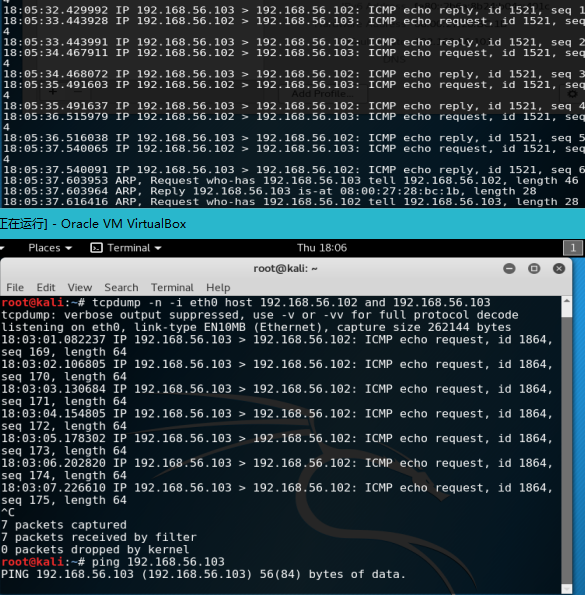 4
18:05:32.429992 IP 192.168.56.103 > 192.168.56.102: ICMP echo reply, id 1521, seq 1
18:05:33.443928 IP 192.168.56.102 > 192.168.56.103: ICMP echo request, id 1521, seq
4
18:05:33.443991 IP 192.168.56.103 > 192.168.56.102: ICMP echo reply, id 1521, seq 2
18:05:34.467911 IP 192.168.56.102 > 192.168.56.103: ICMP echo request, id 1521, seq
4
18:05:34.468072 IP 192.168.56.103 > 192.168.56.102: ICMP echo reply, id 1521, seq 3
18:05:35.491603 IP 192.168.56.102 > 192.168.56.103: ICMP echo request, id 1521, seq
4
18:05:35.491637 IP 192.168.56.103 > 192.168.56.102: ICMP echo reply, id 1521, seq 4
18:05:36.515979 IP 192.168.56.102 > 192.168.56.103: ICMP echo request, id 1521, seq
4
18:05:36.516038 IP 192.168.56.103 > 192.168.56.102: ICMP echo reply, id 1521, seq 5
18:05:37.540065 IP 192.168.56.102 > 192.168.56.103: ICMP echo request, id 1521, seq
4
18:05:37.540091 IP 192.168.56.103 > 192.168.56.102: ICMP echo reply, id 1521, seq 6
18:05:37.603953 ARP, Request who-has 192.168.56.103 tell 192.168.56.102, length 46
18:05:37.603964 ARP, Reply 192.168.56.103 is-at 08:00:27:28:bc:1b, length 28
18:05:37.616416 ARP, Request who-has 192.168.56.102 tell 192.168.56.103, length 28
正在运行] - Oracle VM VirtualBox
Places Terminal Thu 18:06 1
root@kali: ~
File Edit View Search Terminal Help
root@kali:~# tcpdump -n -i eth0 host 192.168.56.102 and 192.168.56.103
tcpdump: verbose output suppressed, use -v or -vv for full protocol decode
listening on eth0, link-type EN10MB (Ethernet), capture size 262144 bytes
18:03:01.082237 IP 192.168.56.103 > 192.168.56.102: ICMP echo request, id 1864,
seq 169, length 64
18:03:02.106805 IP 192.168.56.103 > 192.168.56.102: ICMP echo request, id 1864,
seq 170, length 64
18:03:03.130684 IP 192.168.56.103 > 192.168.56.102: ICMP echo request, id 1864,
seq 171, length 64
18:03:04.154805 IP 192.168.56.103 > 192.168.56.102: ICMP echo request, id 1864,
seq 172, length 64
18:03:05.178302 IP 192.168.56.103 > 192.168.56.102: ICMP echo request, id 1864,
seq 173, length 64
18:03:06.202820 IP 192.168.56.103 > 192.168.56.102: ICMP echo request, id 1864,
seq 174, length 64
18:03:07.226610 IP 192.168.56.103 > 192.168.56.102: ICMP echo request, id 1864,
seq 175, length 64
^C
7 packets captured
7 packets received by filter
0 packets dropped by kernel
root@kali:~# ping 192.168.56.103
PING 192.168.56.103 (192.168.56.103) 56(84) bytes of data.